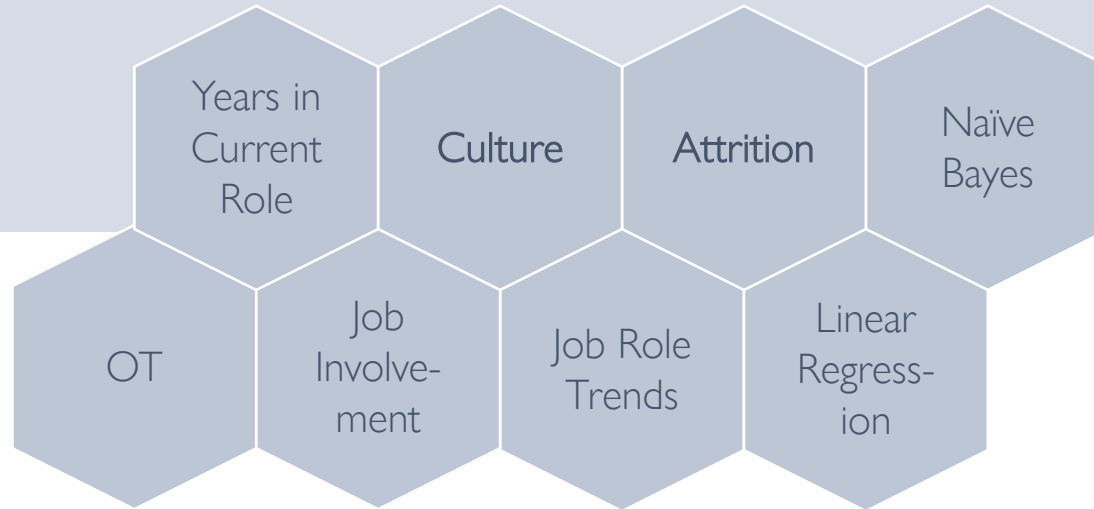 Years in
Current
Role
Culture
Attrition
Naïve
Bayes
OT
Job
Involve-
ment
Job Role
Trends
Linear
Regress-
ion